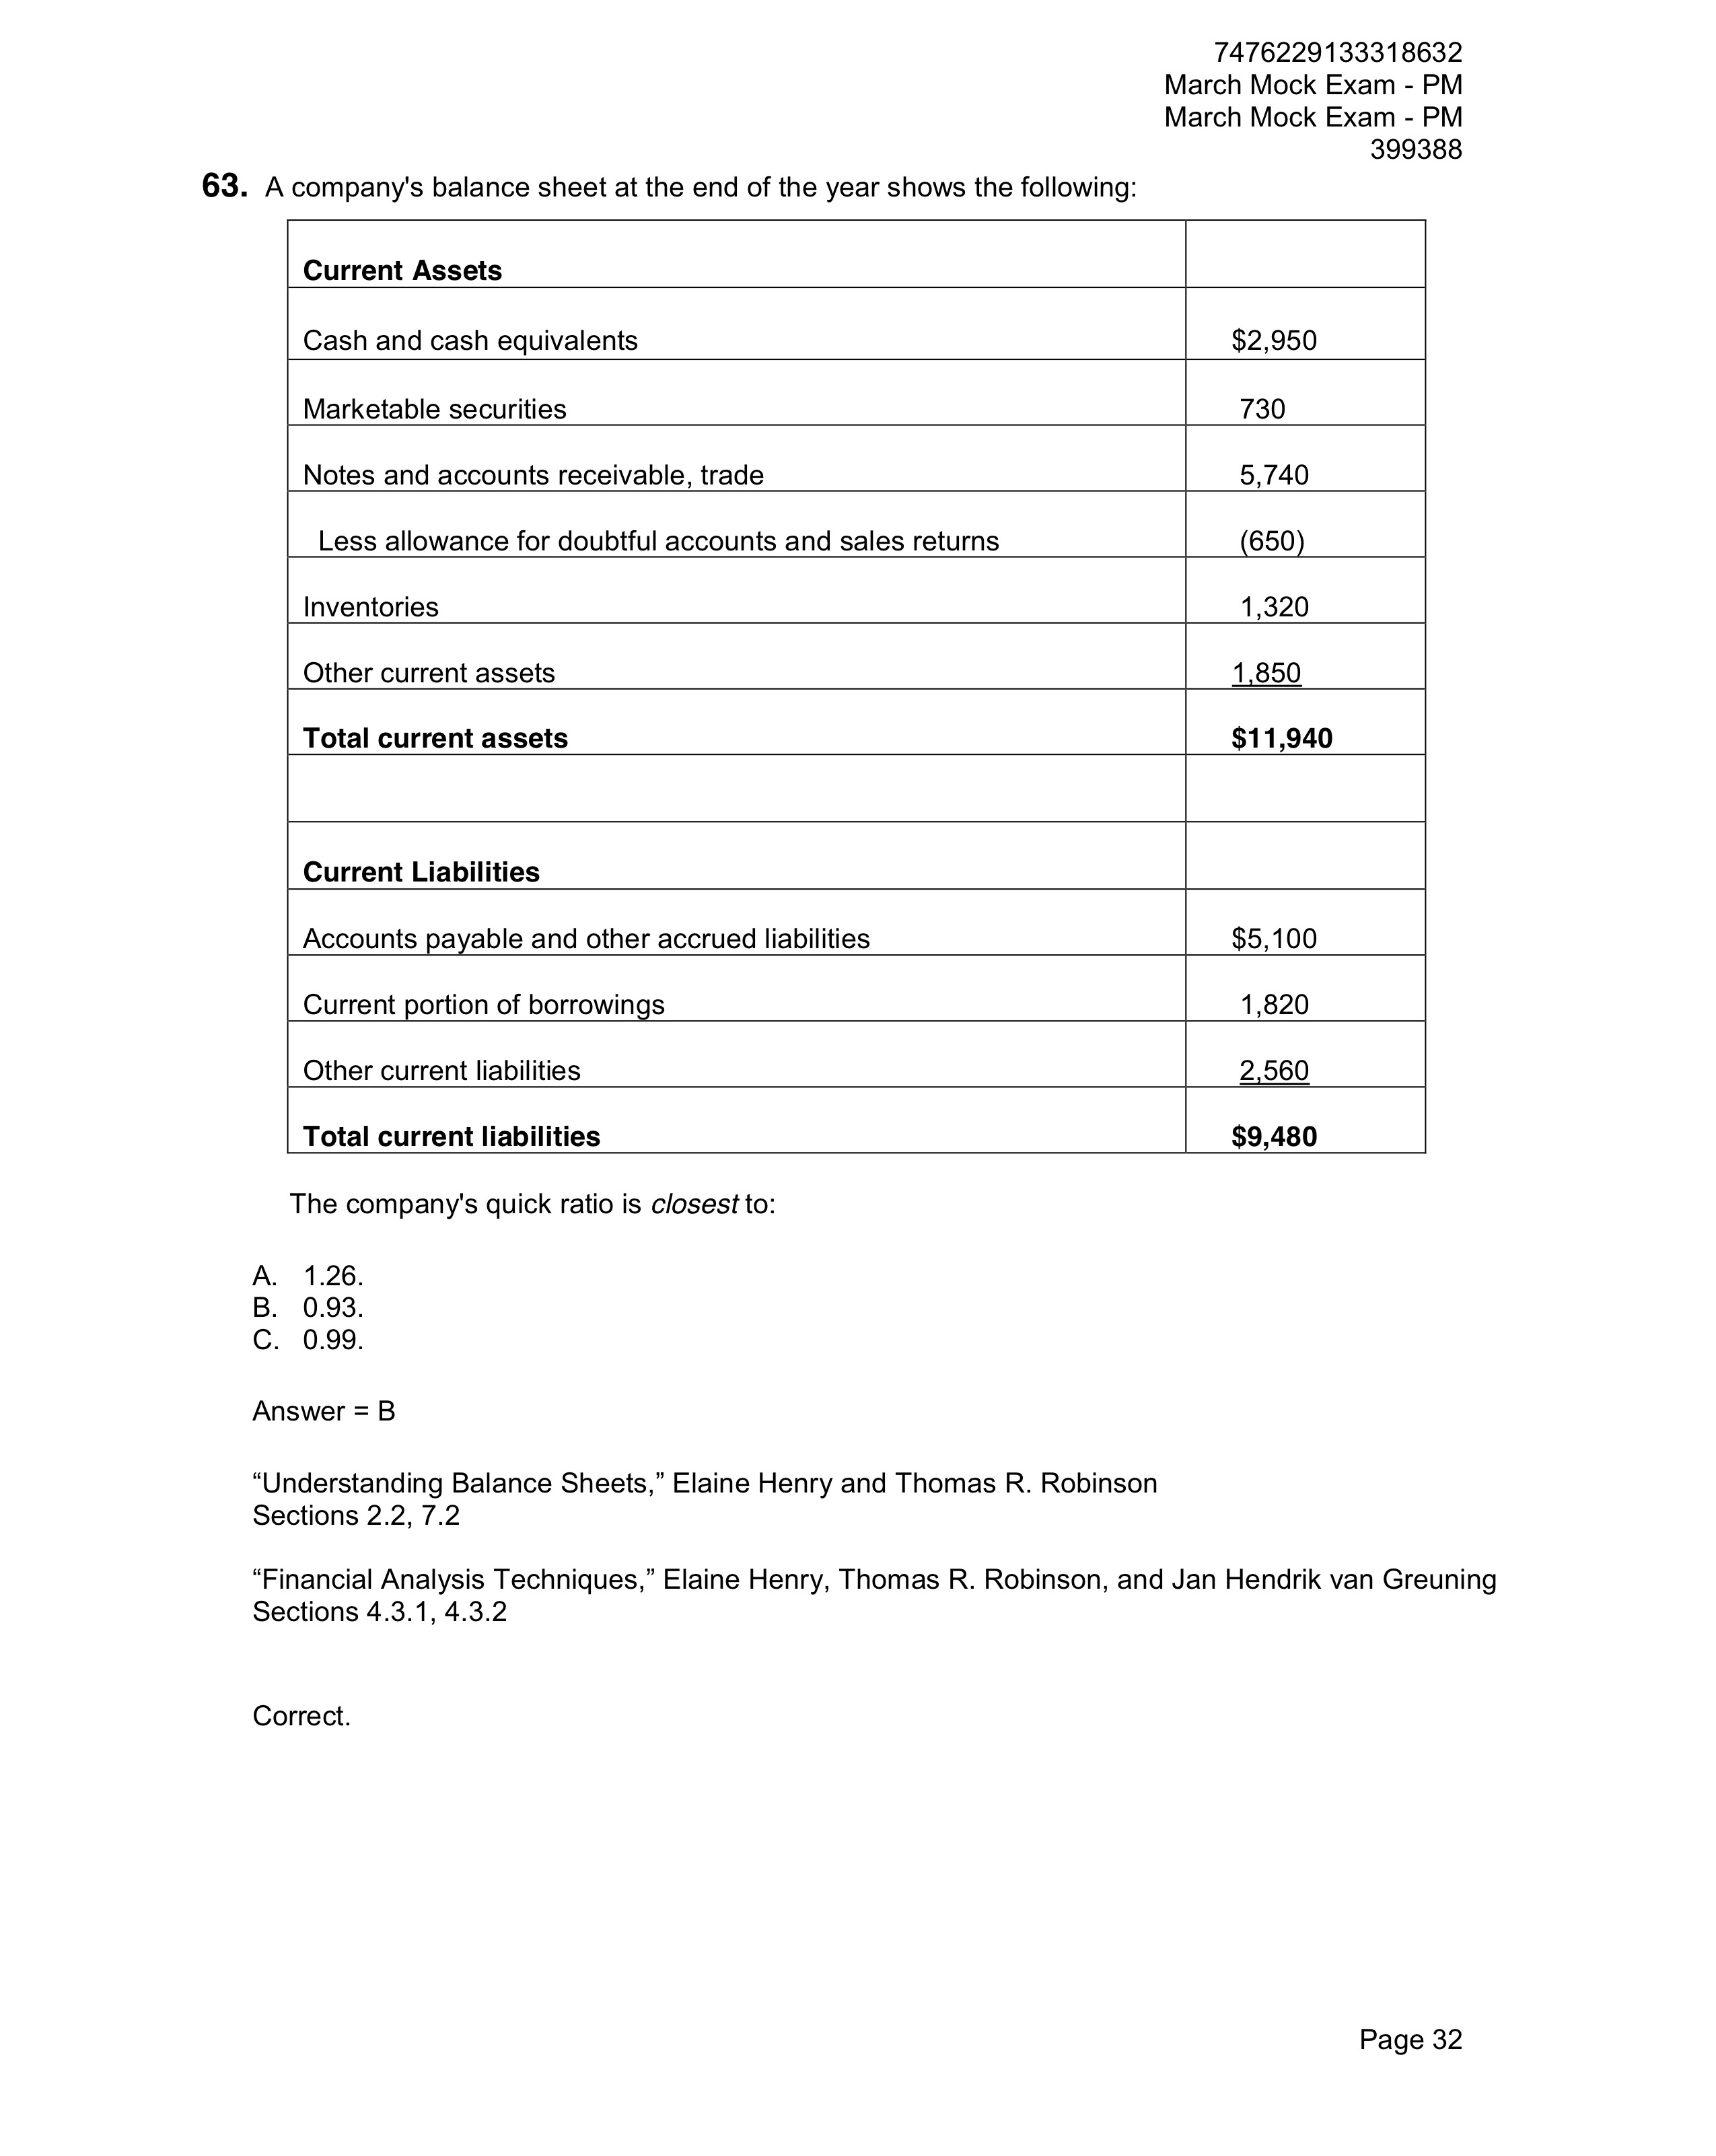 7476229133318632
March Mock Exam - PM
March Mock Exam - PM
399388
63. A company's balance sheet at the end of the year shows the following:
Current Assets
Cash and cash equivalents $2,950
Marketable securities 730
Notes and accounts receivable, trade 5,740
Less allowance for doubtful accounts and sales returns (650)
Inventories 1,320
Other current assets 1,850
Total current assets $11,940
Current Liabilities
Accounts payable and other accrued liabilities $5,100
Current portion of borrowings 1,820
Other current liabilities 2,560
Total current liabilities $9,480
The company's quick ratio is closest to:
A. 1.26.
B. 0.93.
C. 0.99.
Answer = B
“Understanding Balance Sheets,” Elaine Henry and Thomas R. Robinson
Sections 2.2, 7.2
“Financial Analysis Techniques,” Elaine Henry, Thomas R. Robinson, and Jan Hendrik van Greuning
Sections 4.3.1, 4.3.2
Correct.
Page 32